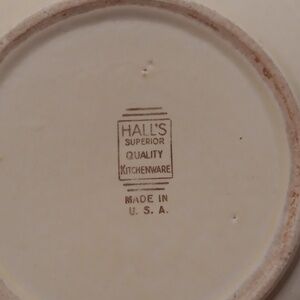 HALL'S
SUPERIOR
QUALITY
KITCHENWARE
MADE IN
U. S. A.